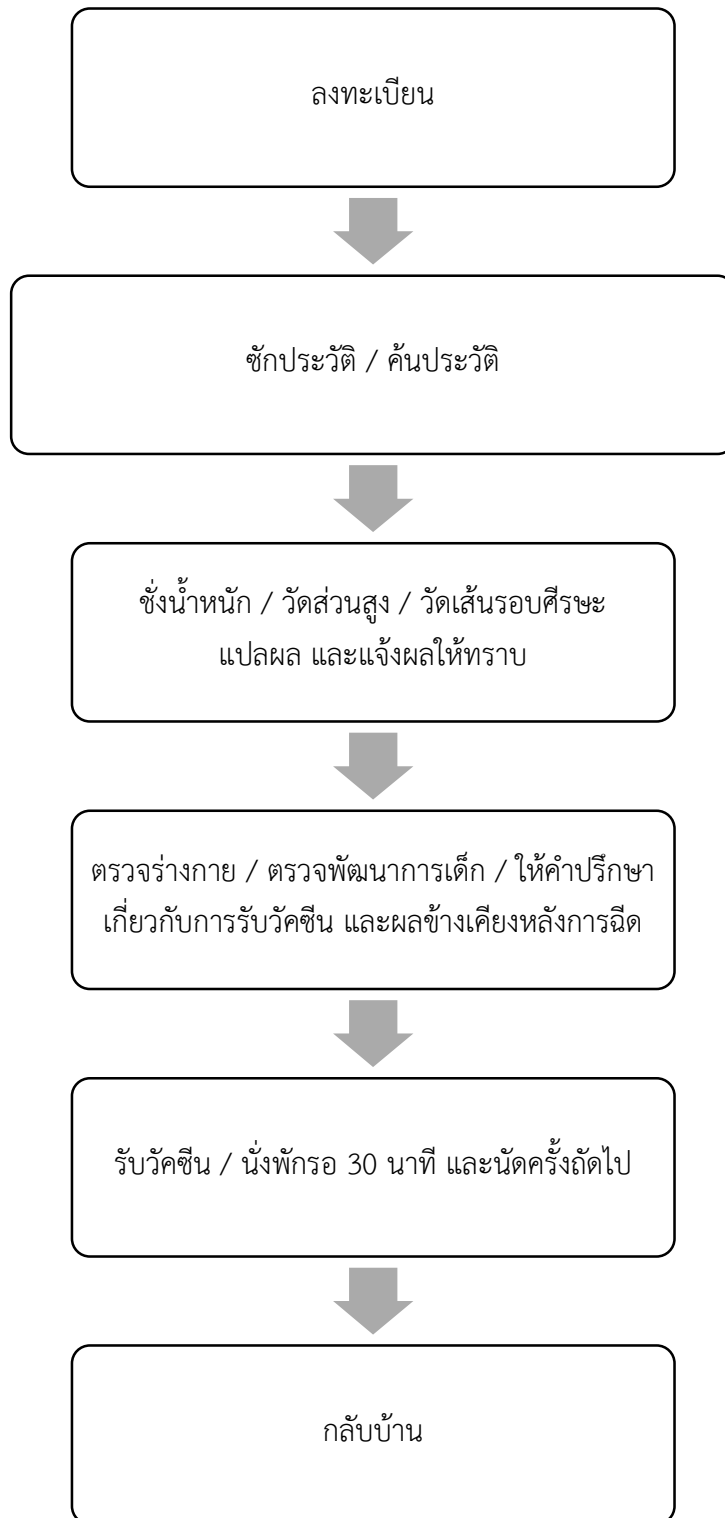 ลงทะเบียน
ซักประวัติ / ค้นประวัติ
ชั่งน้ำหนัก / วัดส่วนสูง / วัดเส้นรอบศีรษะ
แปลผล และแจ้งผลให้ทราบ
ตรวจร่างกาย / ตรวจพัฒนาการเด็ก / ให้คำปรึกษา
เกี่ยวกับการรับวัคซีน และผลข้างเคียงหลังการฉีด
รับวัคซีน / นั่งพักรอ 30 นาที และนัดครั้งถัดไป
กลับบ้าน